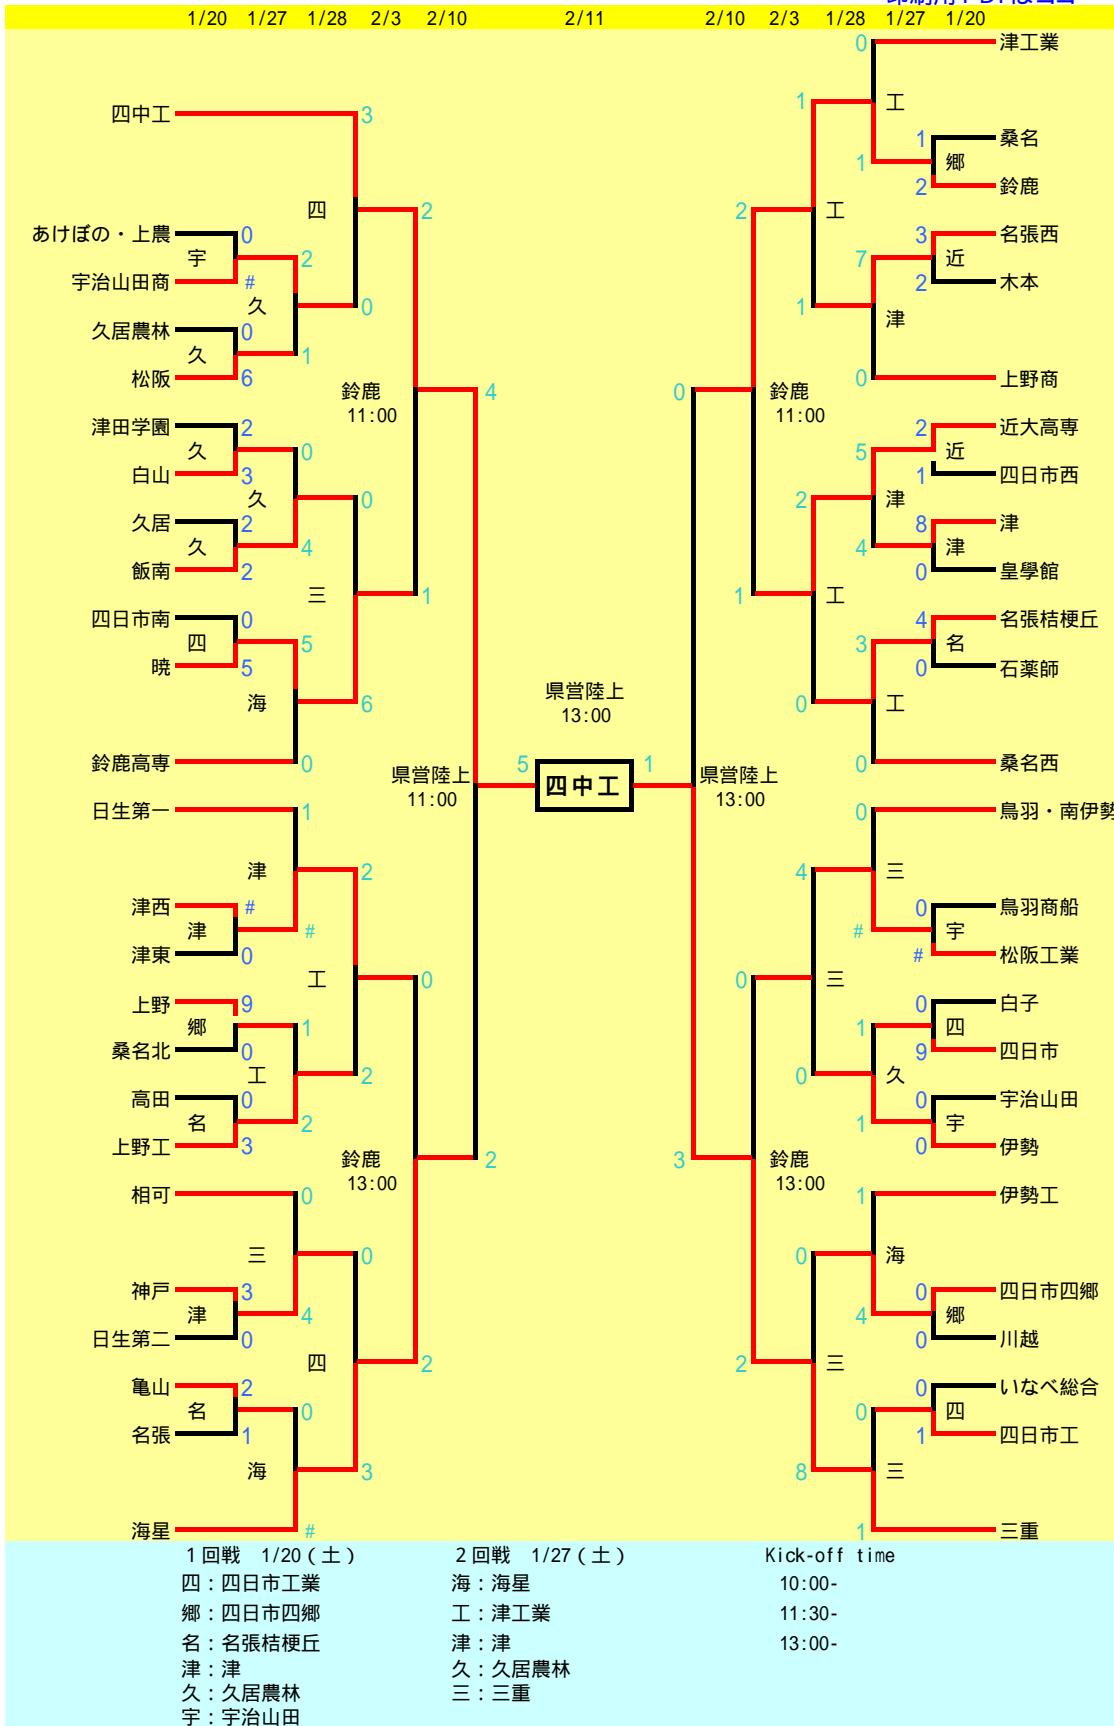 1/20 1/27 1/28 2/3 2/10 2/11 2/10 2/3 1/28 1/27 1/20
0 津工業
1 工
四中工 3
1 桑名
郷
1
2 鈴鹿
四 2 2 工
あけぼの・上農 0 3 名張西
宇 2 7 近
宇治山田商 # 2 木本
久 0 1 津
久居農林 0
久 1
松阪 6 0 上野商
鈴鹿 4 0 鈴鹿
11:00 11:00
津田学園 2 2 近大高専
久 0 5 近
白山 3 1 四日市西
久 0 2 津
久居 2 8 津
久 4 4 津
飯南 2 0 皇學館
三 1 1 工
四日市南 0 4 名張桔梗丘
四 5 3 名
暁 5 0 石薬師
海 6 0 工
県営陸上
13:00
鈴鹿高専 0 0 桑名西
県営陸上 5 四中工 1 県営陸上
11:00 13:00
日生第一 1 0 鳥羽・南伊勢
津 2 4 三
津西 # 0 鳥羽商船
津 # # 宇
津東 0 # 松阪工業
工 0 0 三
上野 9 0 白子
郷 1 1 四
桑名北 0 9 四日市
工 2 0 久
高田 0 0 宇治山田
名 2 1 宇
上野工 3 0 伊勢
鈴鹿 2 3 鈴鹿
13:00 13:00
相可 0 1 伊勢工
三 0 0 海
神戸 3 0 四日市四郷
津 4 4 郷
日生第二 0 0 川越
四 2 2 三
亀山 2 0 いなべ総合
名 0 0 四
名張 1 1 四日市工
海 3 8 三
海星 # 1 三重
1回戦 1/20(土) 2回戦 1/27(土) Kick-off time
四:四日市工業 海:海星 10:00-
郷:四日市四郷 工:津工業 11:30-
名:名張桔梗丘 津:津 13:00-
津:津 久:久居農林
久:久居農林 三:三重
宇:宇治山田